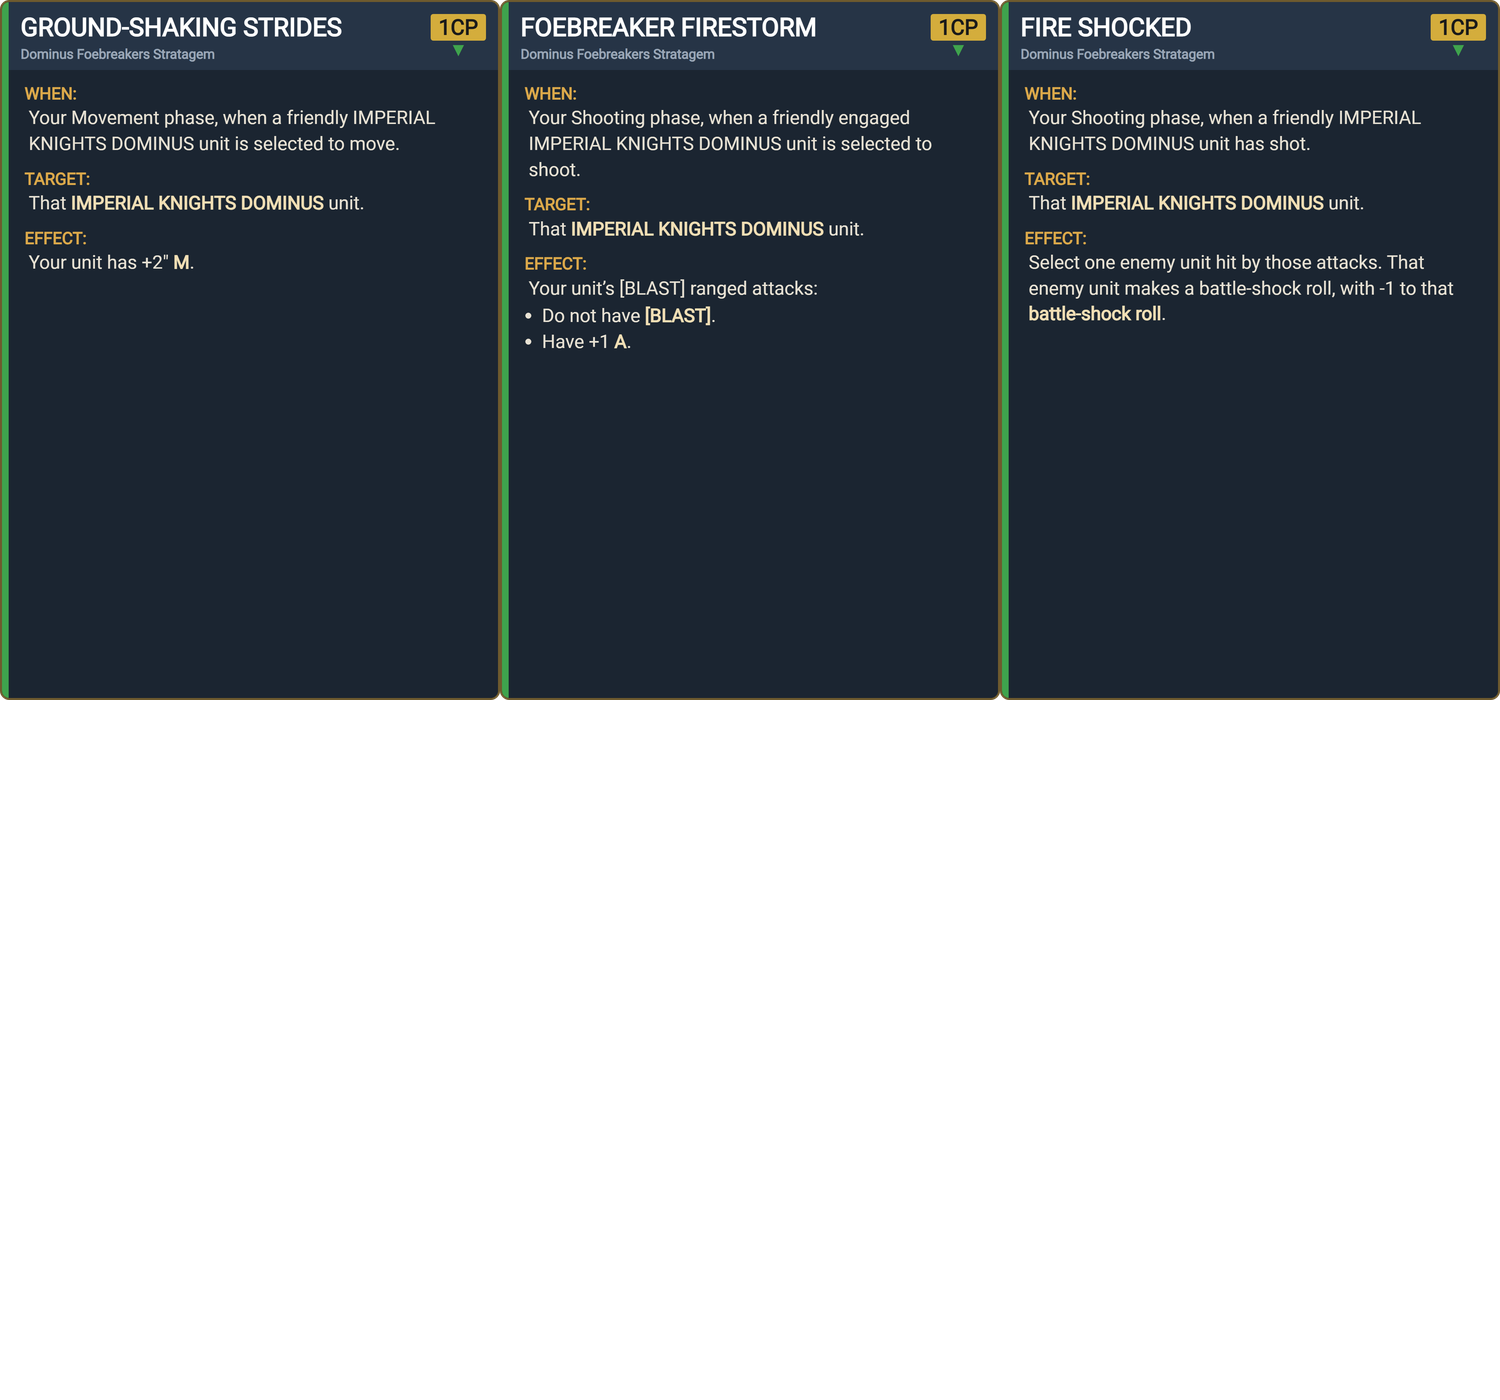 GROUND-SHAKING STRIDES
1CP
Dominus Foebreakers Stratagem
WHEN:
Your Movement phase, when a friendly IMPERIAL
KNIGHTS DOMINUS unit is selected to move.
TARGET:
That IMPERIAL KNIGHTS DOMINUS unit.
EFFECT:
Your unit has +2" M.
FOEBREAKER FIRESTORM
1CP
Dominus Foebreakers Stratagem
WHEN:
Your Shooting phase, when a friendly engaged
IMPERIAL KNIGHTS DOMINUS unit is selected to
shoot.
TARGET:
That IMPERIAL KNIGHTS DOMINUS unit.
EFFECT:
Your unit’s [BLAST] ranged attacks:
• Do not have [BLAST].
• Have +1 A.
FIRE SHOCKED
1CP
Dominus Foebreakers Stratagem
WHEN:
Your Shooting phase, when a friendly IMPERIAL
KNIGHTS DOMINUS unit has shot.
TARGET:
That IMPERIAL KNIGHTS DOMINUS unit.
EFFECT:
Select one enemy unit hit by those attacks. That
enemy unit makes a battle-shock roll, with -1 to that
battle-shock roll.